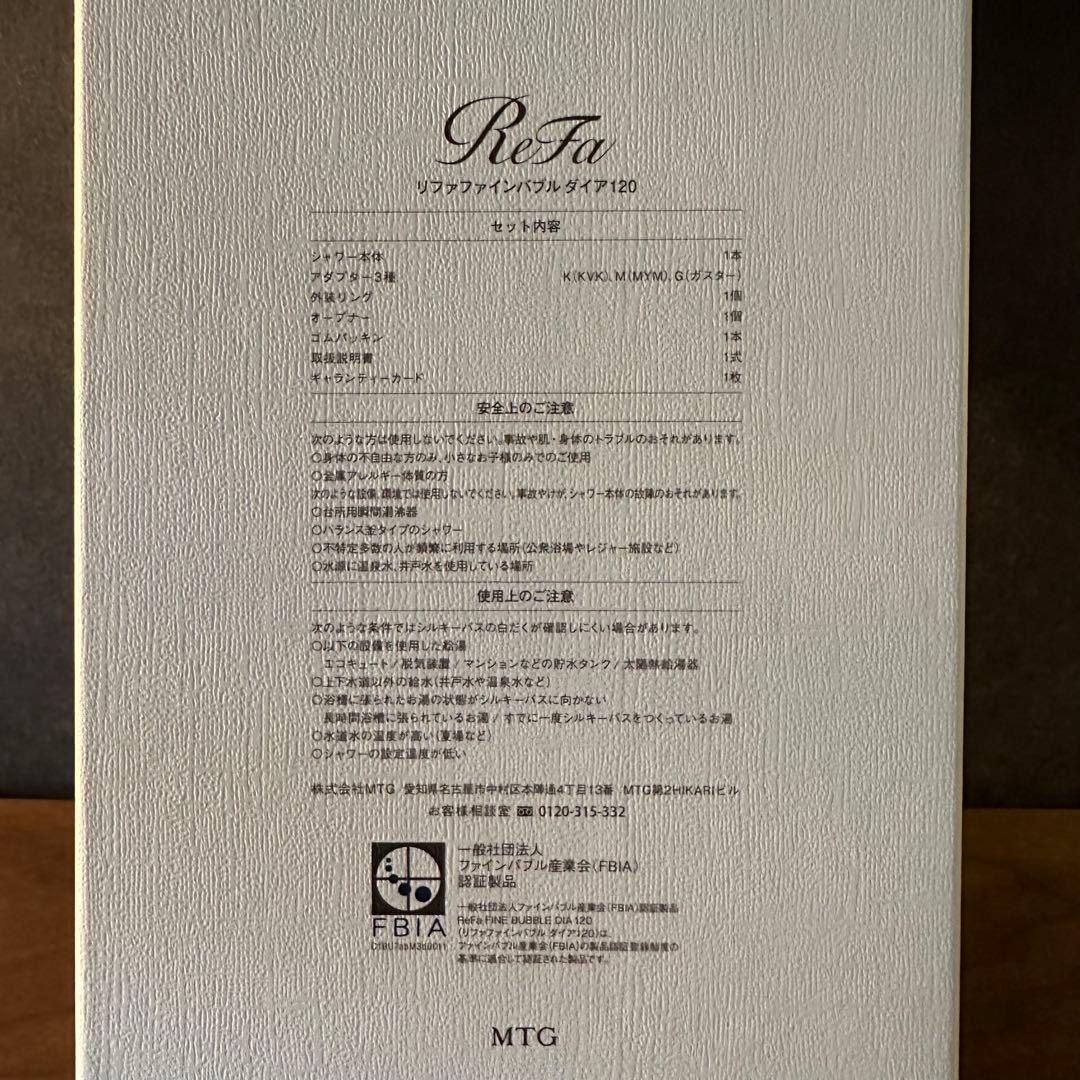 ReFa
リファファインバブル ダイア120
セット内容
シャワー本体 1本
アダプター3種 K(KVK)、M(MYM)、G(ガスター)
外装リング 1個
オープナー 1個
ゴムパッキン 1本
取扱説明書 1式
ギャランティーカード 1枚
安全上のご注意
次のような方は使用しないでください。事故や肌・身体のトラブルのおそれがあります。
○身体の不自由な方のみ、小さなお子様のみでのご使用
○金属アレルギー体質の方
次のような設備、環境では使用しないでください。事故やけが、シャワー本体の故障のおそれがあります。
○台所用瞬間湯沸器
○バランス釜タイプのシャワー
○不特定多数の人が頻繁に利用する場所(公衆浴場やレジャー施設など)
○水源に温泉水、井戸水を使用している場所
使用上のご注意
次のような条件ではシルキーバスの白だくが確認しにくい場合があります。
○以下の設備を使用した給湯
エコキュート/脱気装置/マンションなどの貯水タンク/太陽熱給湯器
○上下水道以外の給水(井戸水や温泉水など)
○浴槽に張られたお湯の状態がシルキーバスに向かない
長時間浴槽に張られているお湯/すでに一度シルキーバスをつくっているお湯
○水道水の温度が高い(夏場など)
○シャワーの設定温度が低い
株式会社MTG 愛知県名古屋市中村区本陣通4丁目13番 MTG第2HIKARIビル
お客様相談室 0120-315-332
一般社団法人
ファインバブル産業会(FBIA)
認証製品
FBIA
一般社団法人ファインバブル産業会(FBIA)認証製品
ReFa FINE BUBBLE DIA 120
(リファファインバブル ダイア120)は、
ファインバブル産業会(FBIA)の製品認証登録制度の
基準に適合して認証された製品です。
MTG